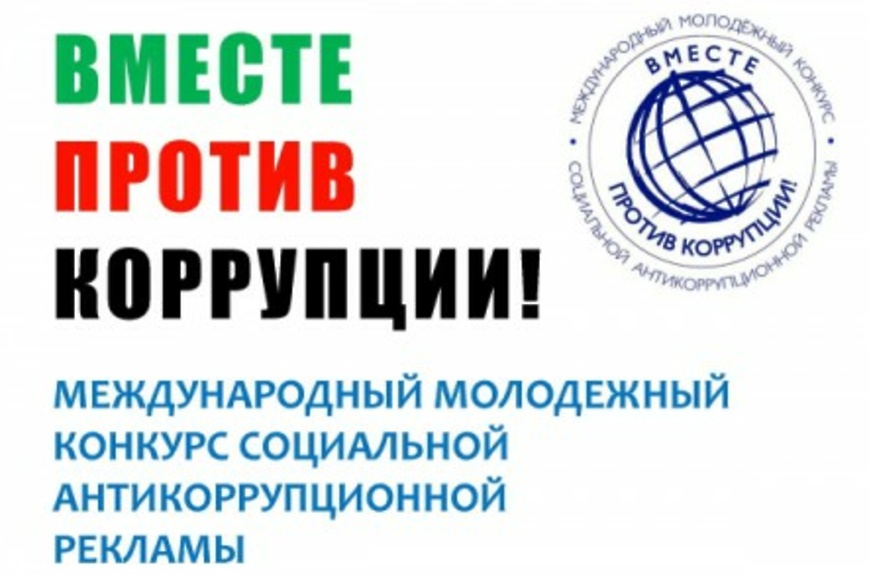 ВМЕСТЕ
ПРОТИВ
КОРРУПЦИИ!
МЕЖДУНАРОДНЫЙ МОЛОДЕЖНЫЙ
КОНКУРС СОЦИАЛЬНОЙ
АНТИКОРРУПЦИОННОЙ
РЕКЛАМЫ
МЕЖДУНАРОДНЫЙ МОЛОДЕЖНЫЙ КОНКУРС
СОЦИАЛЬНОЙ АНТИКОРРУПЦИОННОЙ РЕКЛАМЫ
ВМЕСТЕ
ПРОТИВ КОРРУПЦИИ!